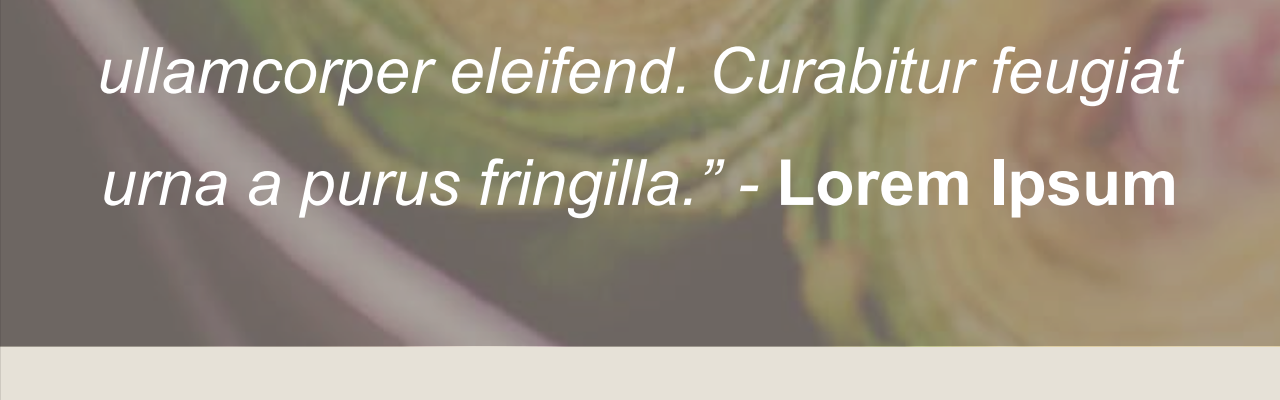 ullamcorper eleifend. Curabitur feugiat
urna a purus fringilla.” - Lorem Ipsum